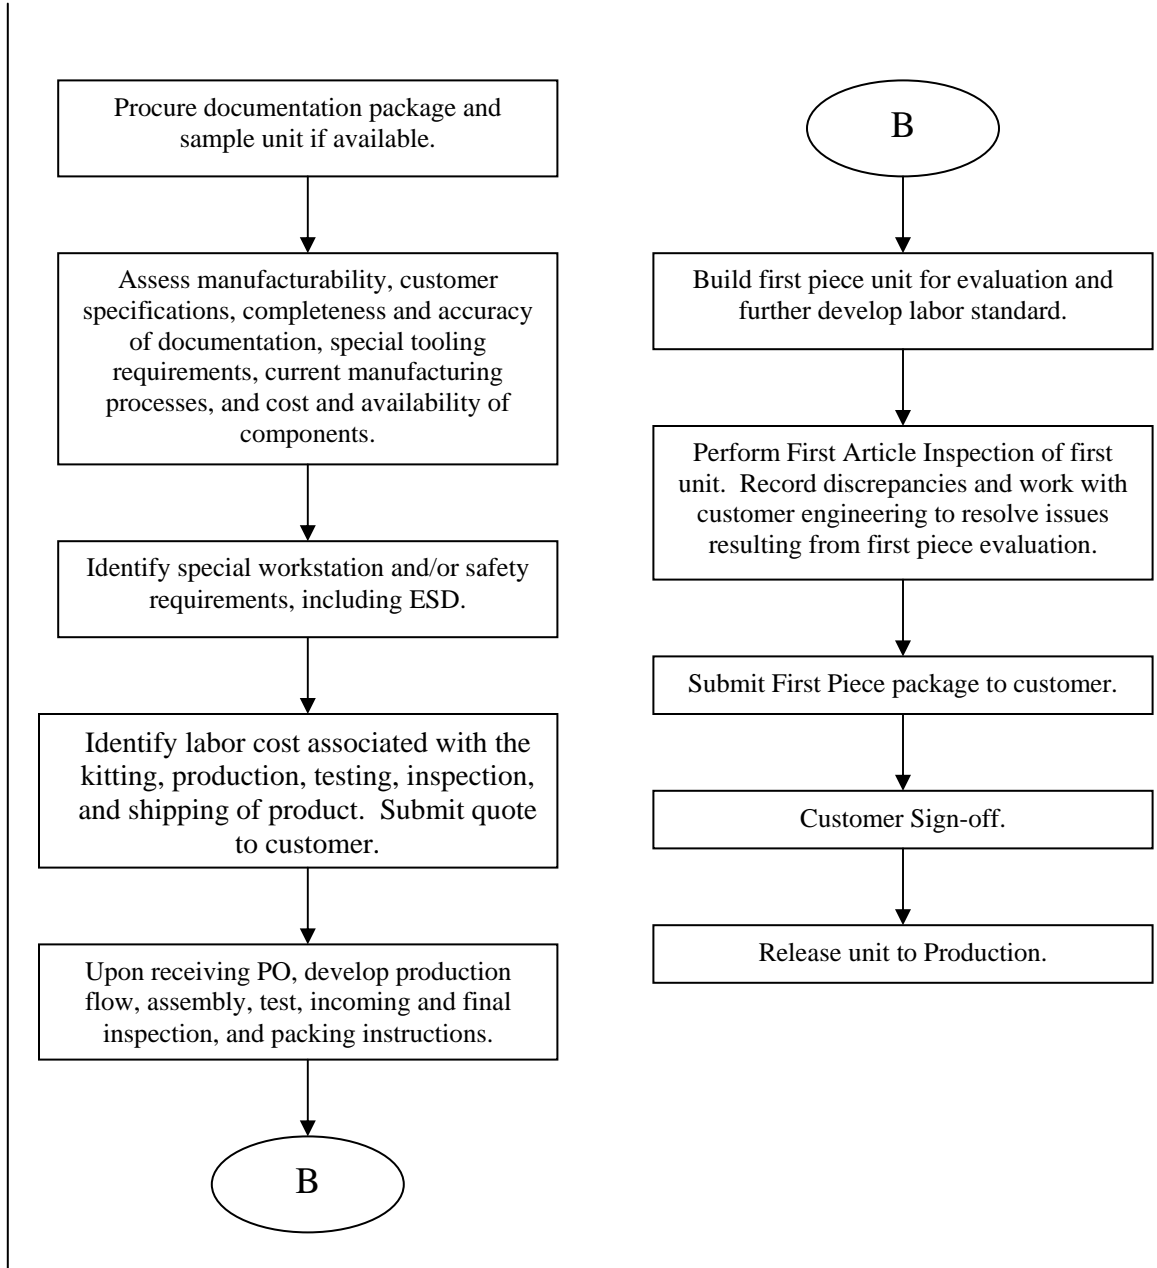 Procure documentation package and
sample unit if available.
Assess manufacturability, customer
specifications, completeness and accuracy
of documentation, special tooling
requirements, current manufacturing
processes, and cost and availability of
components.
Identify special workstation and/or safety
requirements, including ESD.
Identify labor cost associated with the
kitting, production, testing, inspection,
and shipping of product.  Submit quote
to customer.
Upon receiving PO, develop production
flow, assembly, test, incoming and final
inspection, and packing instructions.
B
B
Build first piece unit for evaluation and
further develop labor standard.
Perform First Article Inspection of first
unit.  Record discrepancies and work with
customer engineering to resolve issues
resulting from first piece evaluation.
Submit First Piece package to customer.
Customer Sign-off.
Release unit to Production.